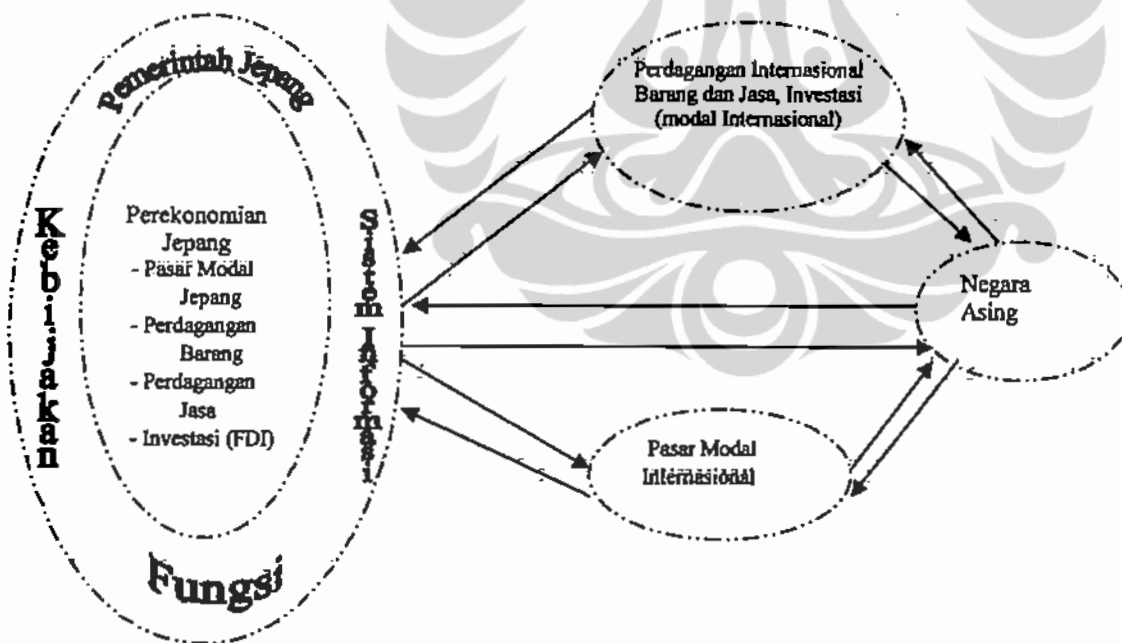 Pemerintah Jepang
Kebijakan
Perekonomian
Jepang
- Pasar Modal
Jepang
- Perdagangan
Barang
- Perdagangan
Jasa
- Investasi (FDI)
Sistem Informasi
Fungsi
Perdagangan Internasional
Barang dan Jasa, Investasi
(modal Internasional)
Negara
Asing
Pasar Modal
Internasional